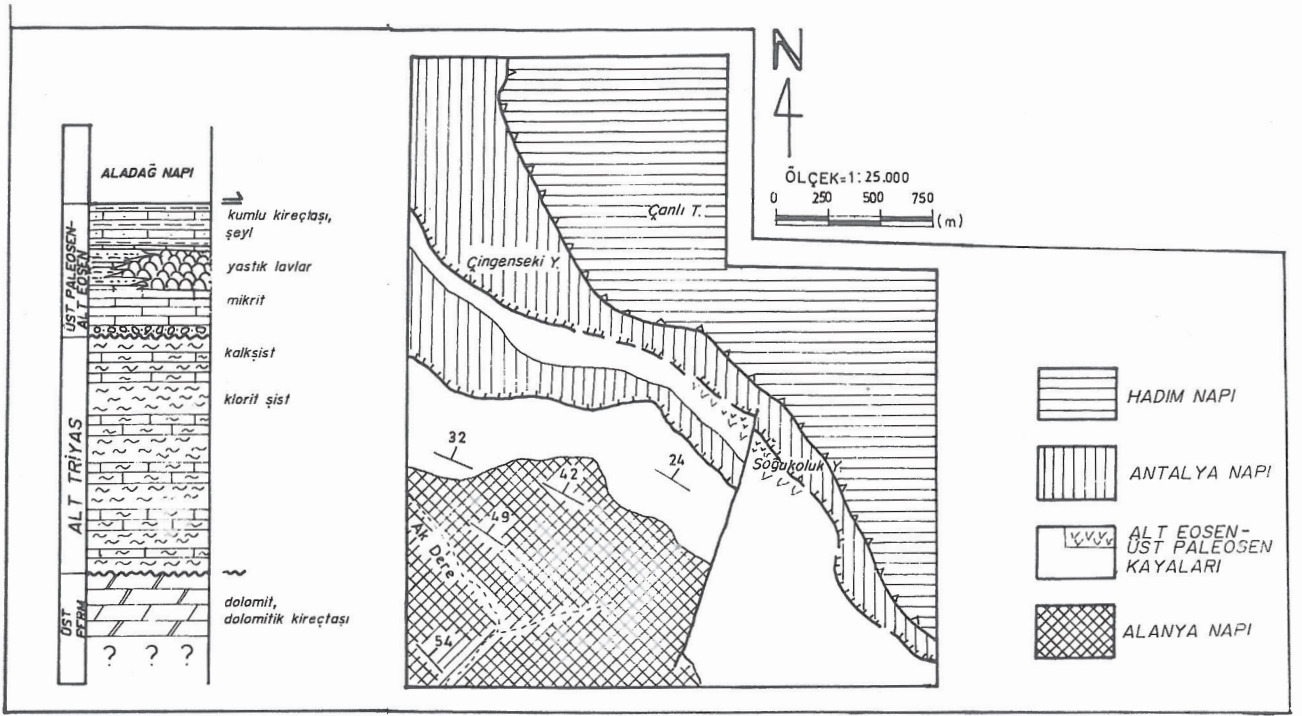 ALADAĞ NAPI
kumlu kireçtaşı,
şeyl
yastık lavlar
mikrit
kalkşist
klorit şist
dolomit,
dolomitik kireçtaşı
ÜST PALEOSEN-
ALT EOSEN
ALT TRİYAS
ÜST
PERM
? ? ?
N
ÖLÇEK=1:25.000
0 250 500 750
(m)
Çanlı T.
Çingenseki Y.
Soğukoluk Y.
32
24
42
49
Ak Dere
54
HADIM NAPI
ANTALYA NAPI
ALT EOSEN-
ÜST PALEOSEN
KAYALARI
ALANYA NAPI